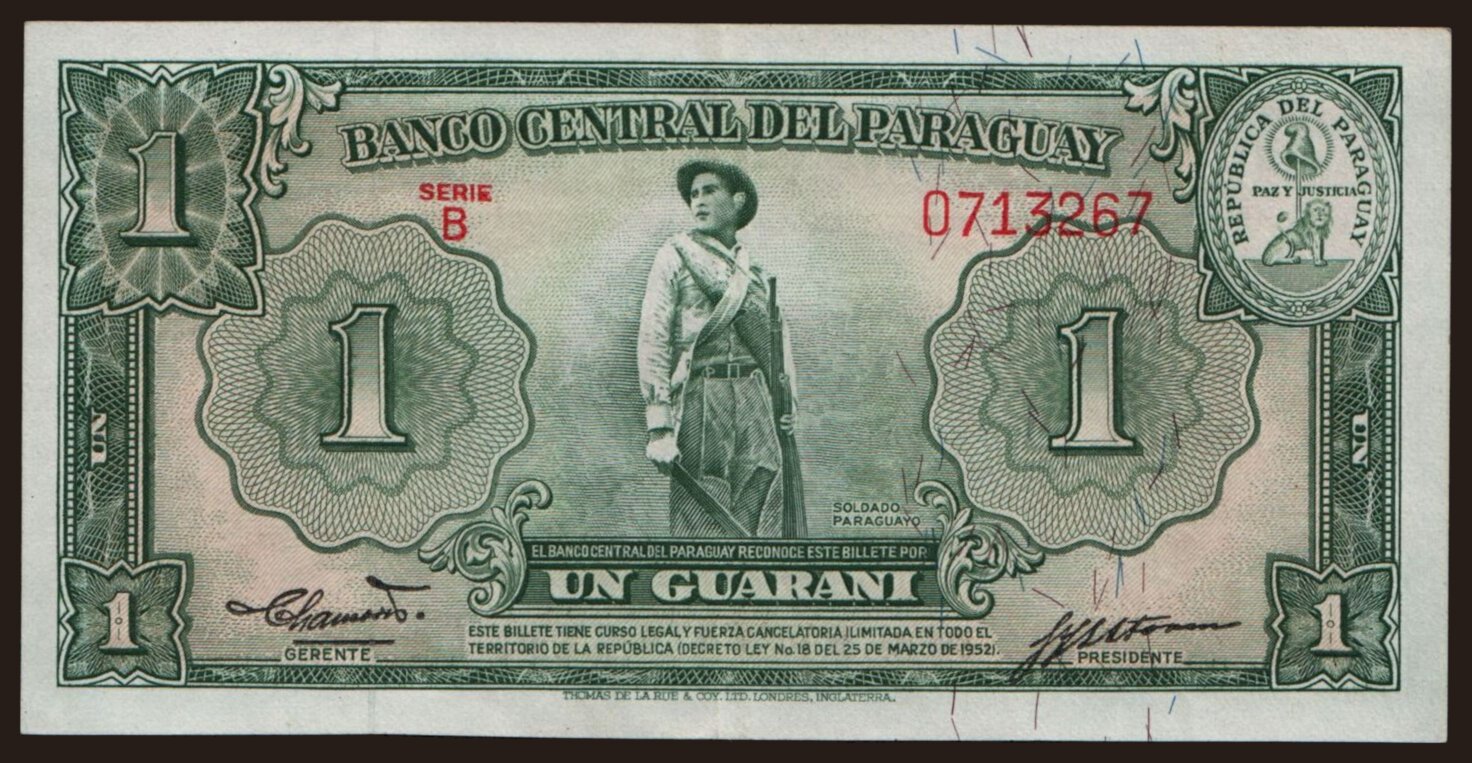 1
BANCO CENTRAL DEL PARAGUAY
REPÚBLICA DEL PARAGUAY
PAZ Y JUSTICIA
SERIE
B
0713267
1
1
UN
UN
SOLDADO
PARAGUAYO
EL BANCO CENTRAL DEL PARAGUAY RECONOCE ESTE BILLETE POR
UN GUARANI
1
1
ESTE BILLETE TIENE CURSO LEGAL Y FUERZA CANCELATORIA ILIMITADA EN TODO EL
TERRITORIO DE LA REPÚBLICA (DECRETO LEY No. 18 DEL 25 DE MARZO DE 1952).
GERENTE
PRESIDENTE
THOMAS DE LA RUE & COY. LTD. LONDRES, INGLATERRA.